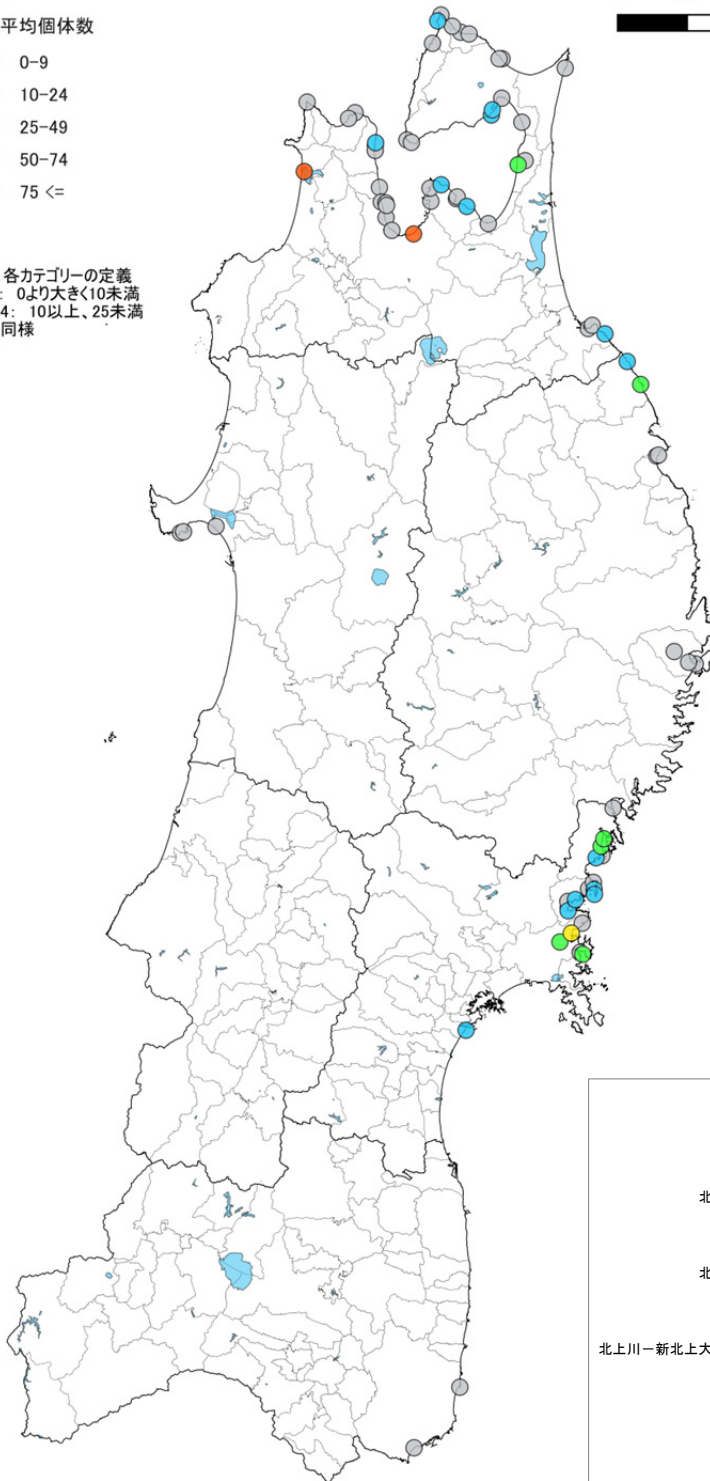 平均個体数
0-9
10-24
25-49
50-74
75 <=
各カテゴリーの定義
: 0より大きく10未満
4: 10以上、25未満
同様
北
北
北上川－新北上大